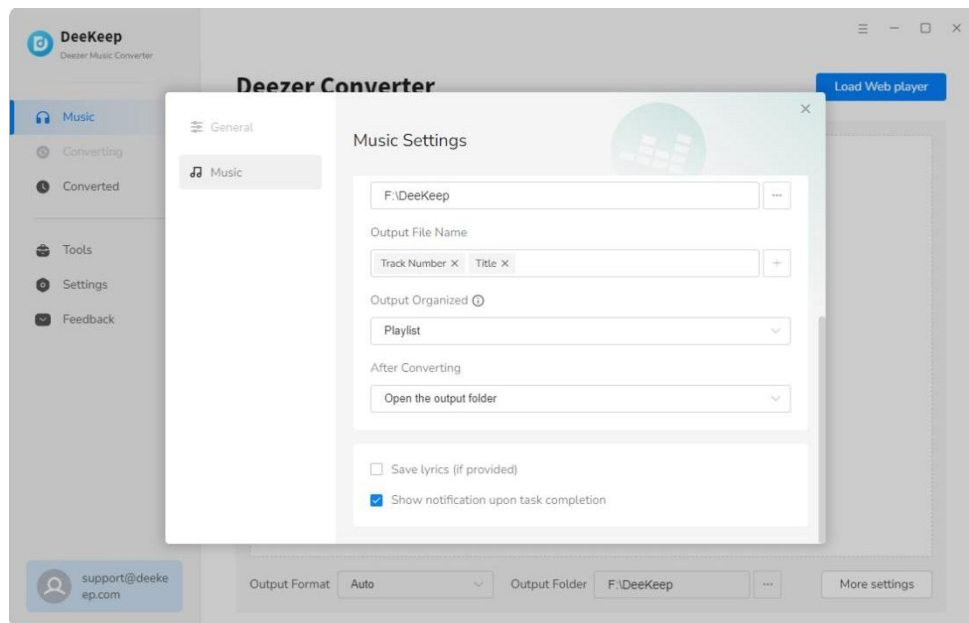 DeeKeep
Deezer Music Converter
Music
Converting
Converted
Tools
Settings
Feedback
support@deeke
ep.com
Deezer Converter
Load Web player
General
Music
Music Settings
F:\DeeKeep
Output File Name
Track Number Title
Output Organized
Playlist
After Converting
Open the output folder
Save lyrics (if provided)
Show notification upon task completion
Output Format Auto Output Folder F:\DeeKeep ... More settings